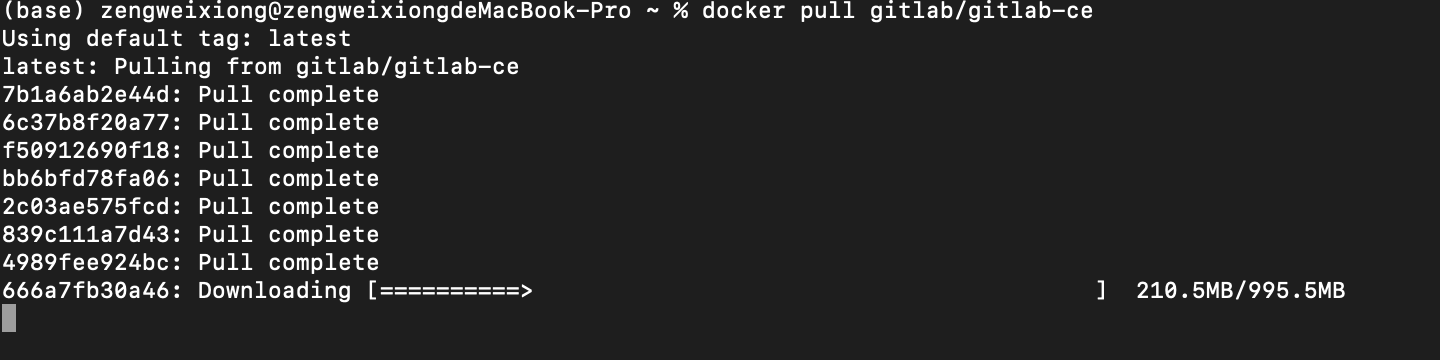 (base) zengweixiong@zengweixiongdeMacBook-Pro ~ % docker pull gitlab/gitlab-ce
Using default tag: latest
latest: Pulling from gitlab/gitlab-ce
7b1a6ab2e44d: Pull complete
6c37b8f20a77: Pull complete
f50912690f18: Pull complete
bb6bfd78fa06: Pull complete
2c03ae575fcd: Pull complete
839c111a7d43: Pull complete
4989fee924bc: Pull complete
666a7fb30a46: Downloading [==========>                                        ]  210.5MB/995.5MB